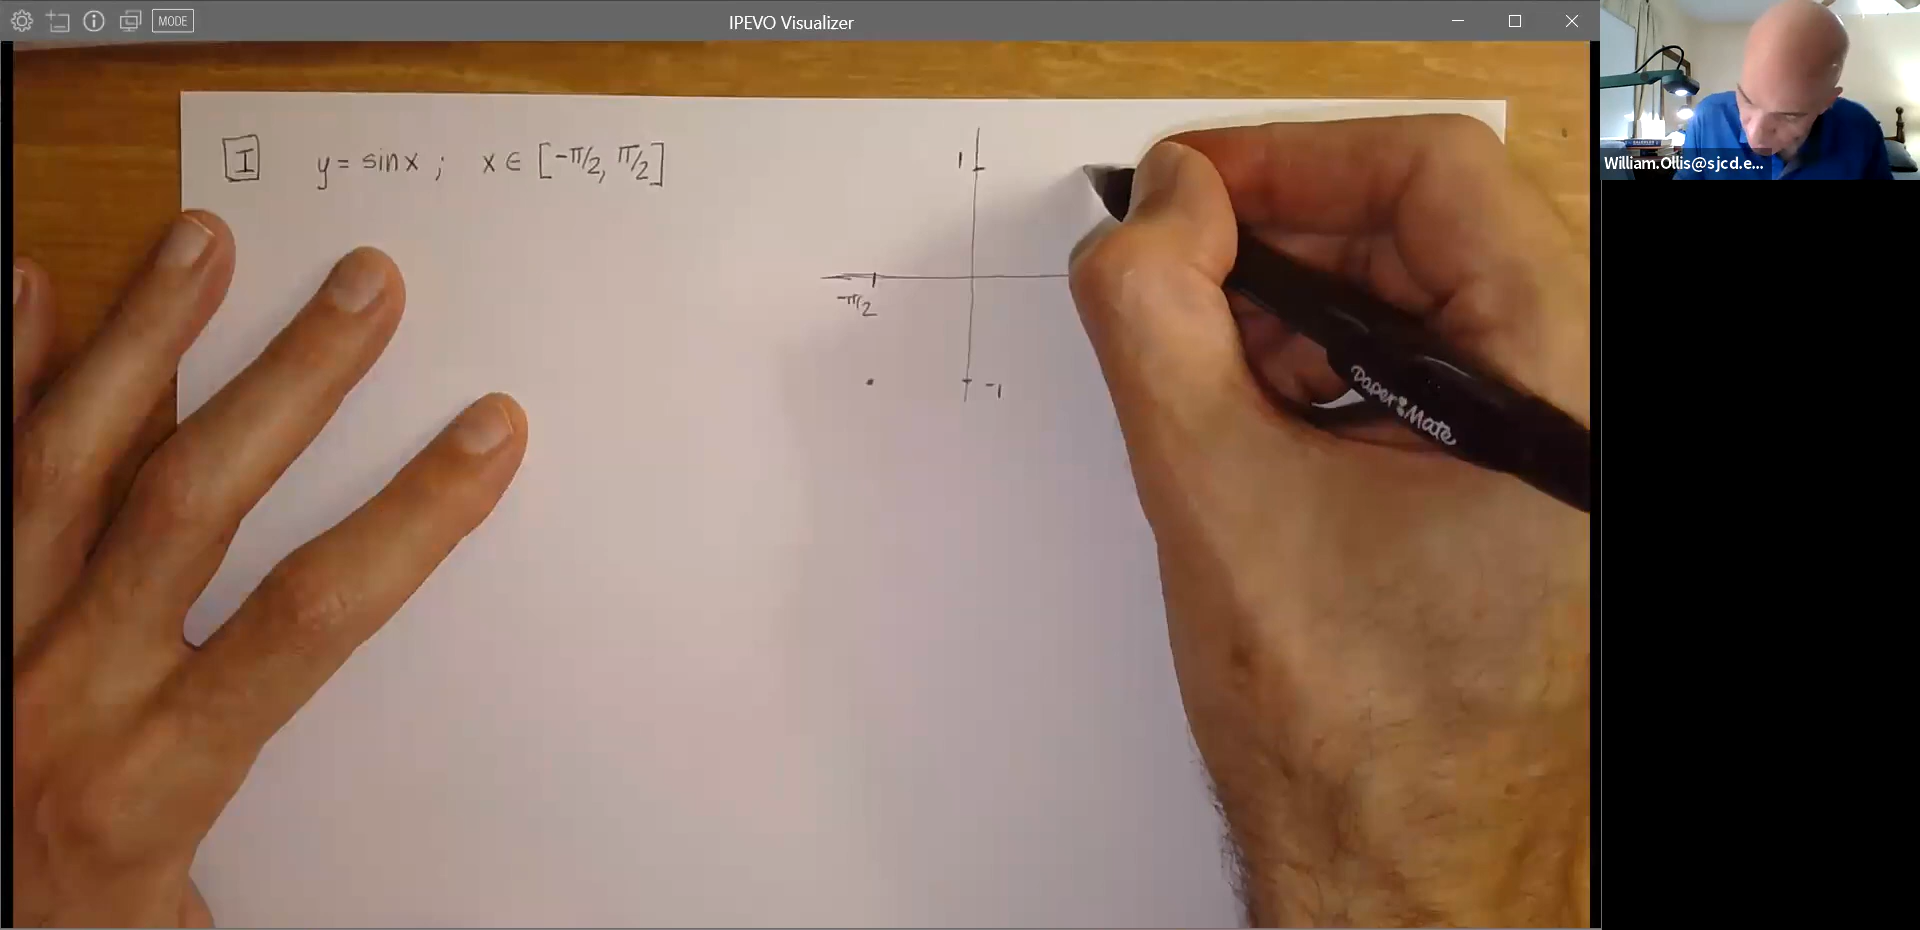 MODE
IPEVO Visualizer
I y = sin x ; x ∈ [-π/2, π/2]
1
-π/2
-1
Paper Mate
William.Ollis@sjcd.e...